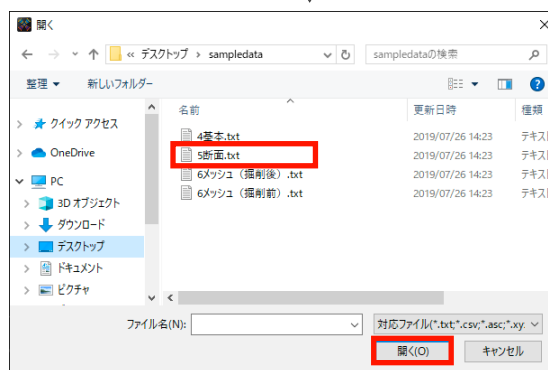 開く
« デスクトップ > sampledata
sampledataの検索
整理
新しいフォルダー
名前
更新日時
種類
クイック アクセス
OneDrive
PC
3D オブジェクト
ダウンロード
デスクトップ
ドキュメント
ピクチャ
4基本.txt
2019/07/26 14:23
テキス
5断面.txt
2019/07/26 14:23
テキス
6メッシュ（掘削後）.txt
2019/07/26 14:23
テキス
6メッシュ（掘削前）.txt
2019/07/26 14:23
テキス
ファイル名(N):
対応ファイル(*.txt;*.csv;*.asc;*.xy.
開く(O)
キャンセル